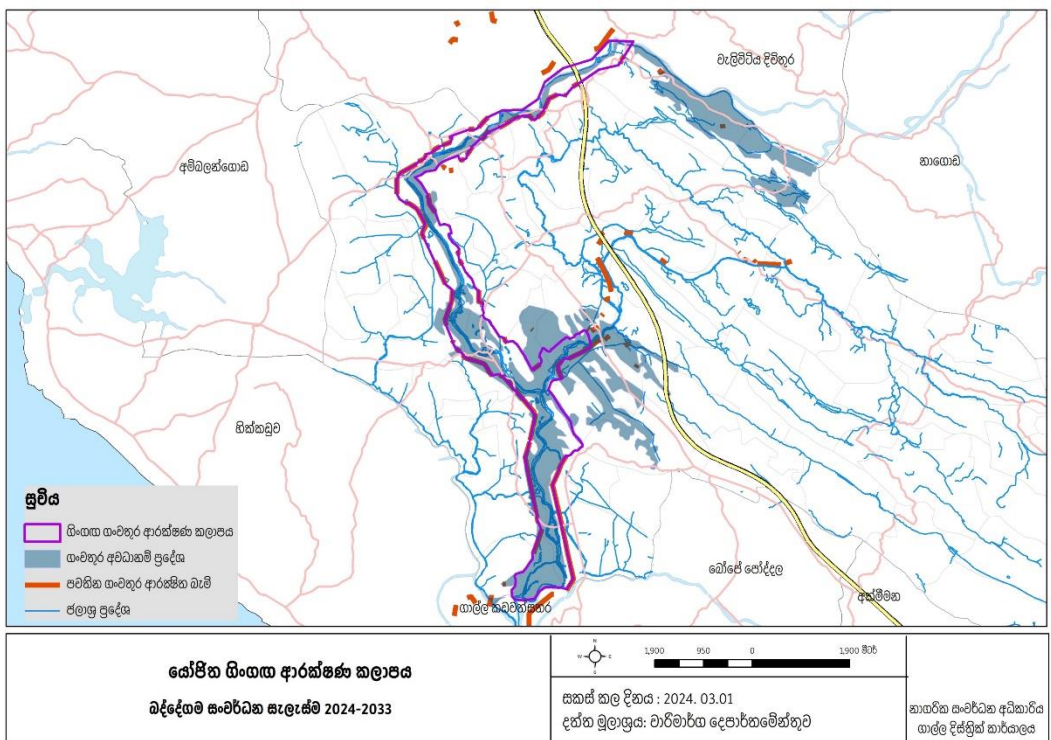 වැලිවිටිය දිවිතුර
අම්බලන්ගොඩ
නාගොඩ
හික්කඩුව
සූචිය
ගිංගඟ ගංවතුර ආරක්ෂණ කලාපය
ගංවතුර අවධානම් ප්‍රදේශ
පවතින ගංවතුර ආරක්ෂිත බැමි
ජලාශ්‍ර ප්‍රදේශ
බෝපේ පෝද්දල
අක්මීමන
ගාල්ල කඩවත්සතර
යෝජිත ගිංගඟ ආරක්ෂණ කලාපය
බද්දේගම සංවර්ධන සැලැස්ම 2024-2033
N
W E
S
1,900 950 0 1,900 මීටර්
සකස් කල දිනය : 2024. 03.01
දත්ත මූලාශ්‍රය: වාරිමාර්ග දෙපාර්තමේන්තුව
නාගරික සංවර්ධන අධිකාරිය
ගාල්ල දිස්ත්‍රික් කාර්යාලය